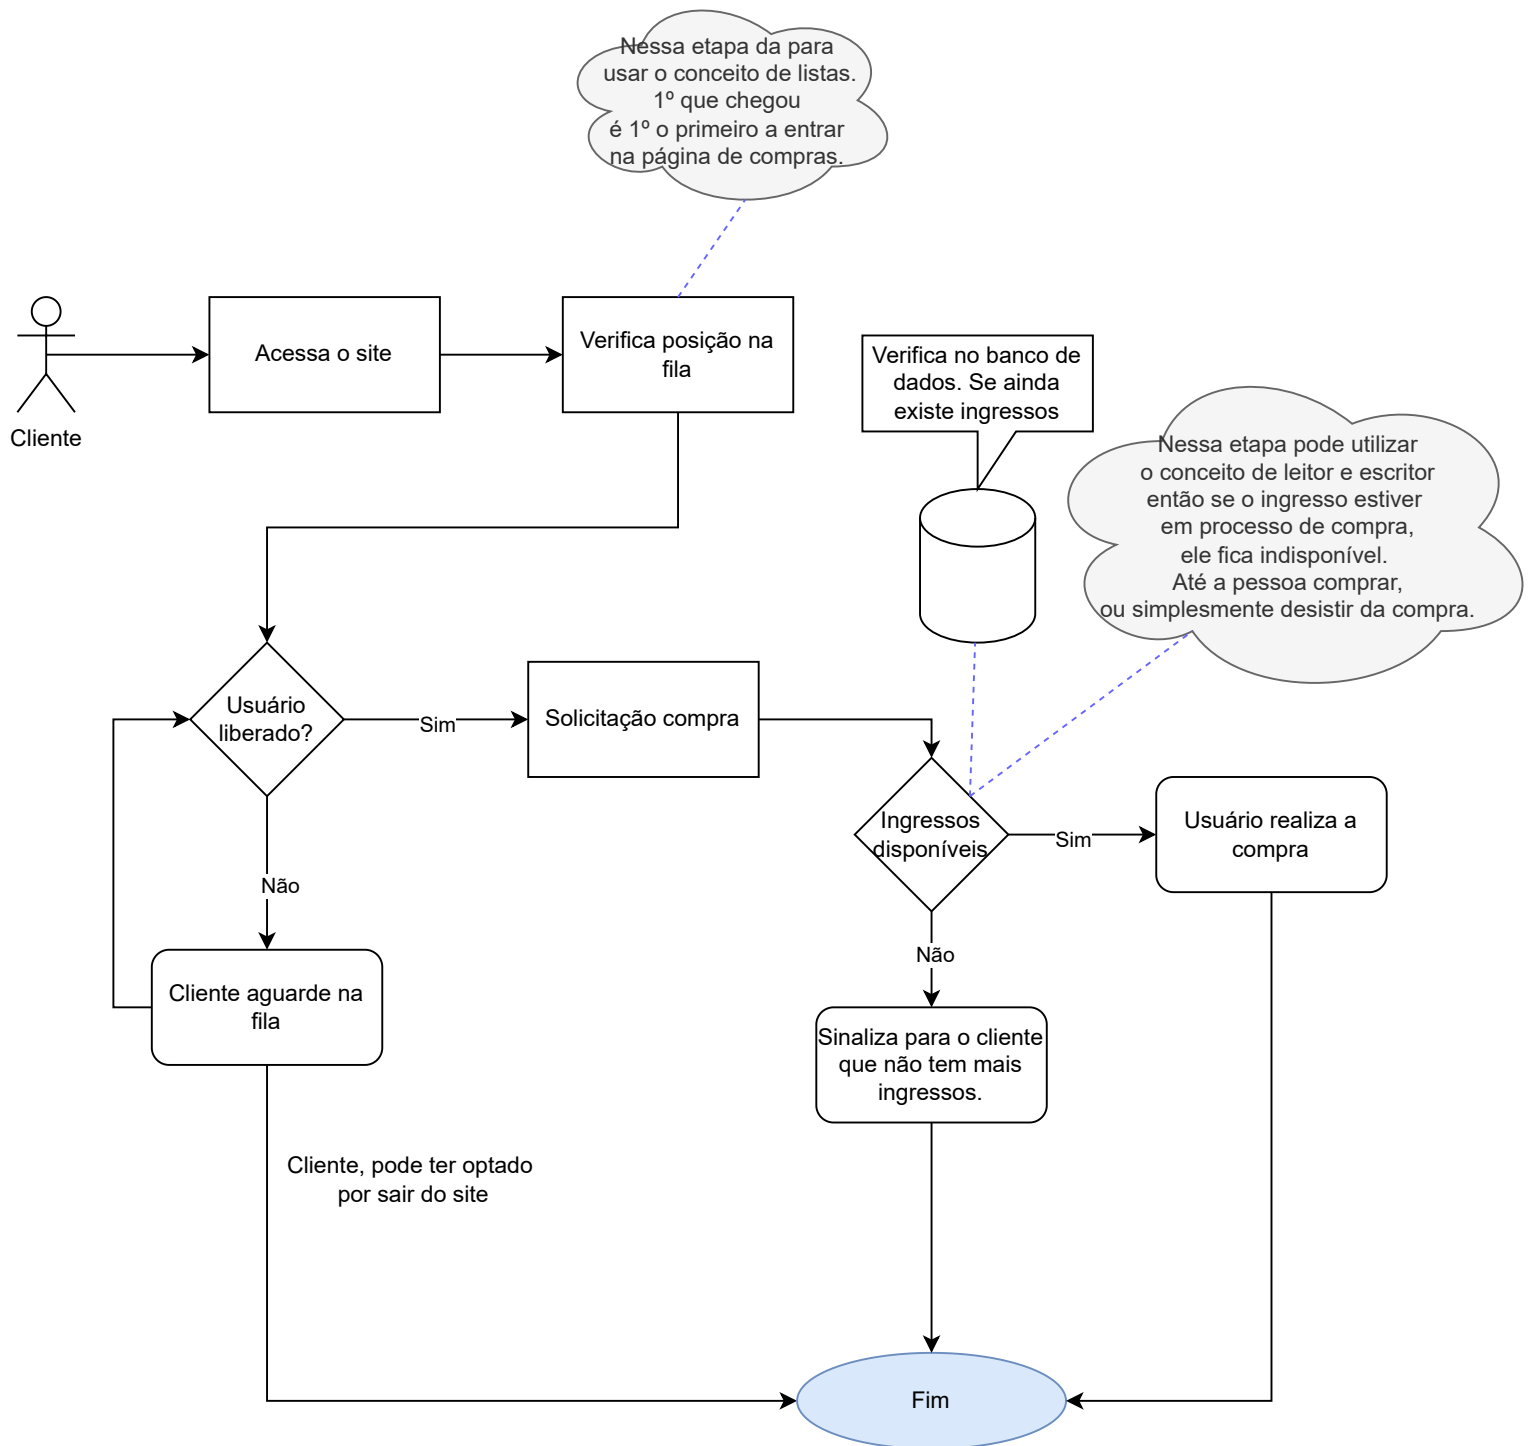 Nessa etapa da para
usar o conceito de listas.
1º que chegou
é 1º o primeiro a entrar
na página de compras.
Cliente
Acessa o site
Verifica posição na
fila
Verifica no banco de
dados. Se ainda
existe ingressos
Nessa etapa pode utilizar
o conceito de leitor e escritor
então se o ingresso estiver
em processo de compra,
ele fica indisponível.
Até a pessoa comprar,
ou simplesmente desistir da compra.
Usuário
liberado?
Sim
Solicitação compra
Ingressos
disponíveis
Sim
Usuário realiza a
compra
Não
Cliente aguarde na
fila
Não
Sinaliza para o cliente
que não tem mais
ingressos.
Cliente, pode ter optado
por sair do site
Fim